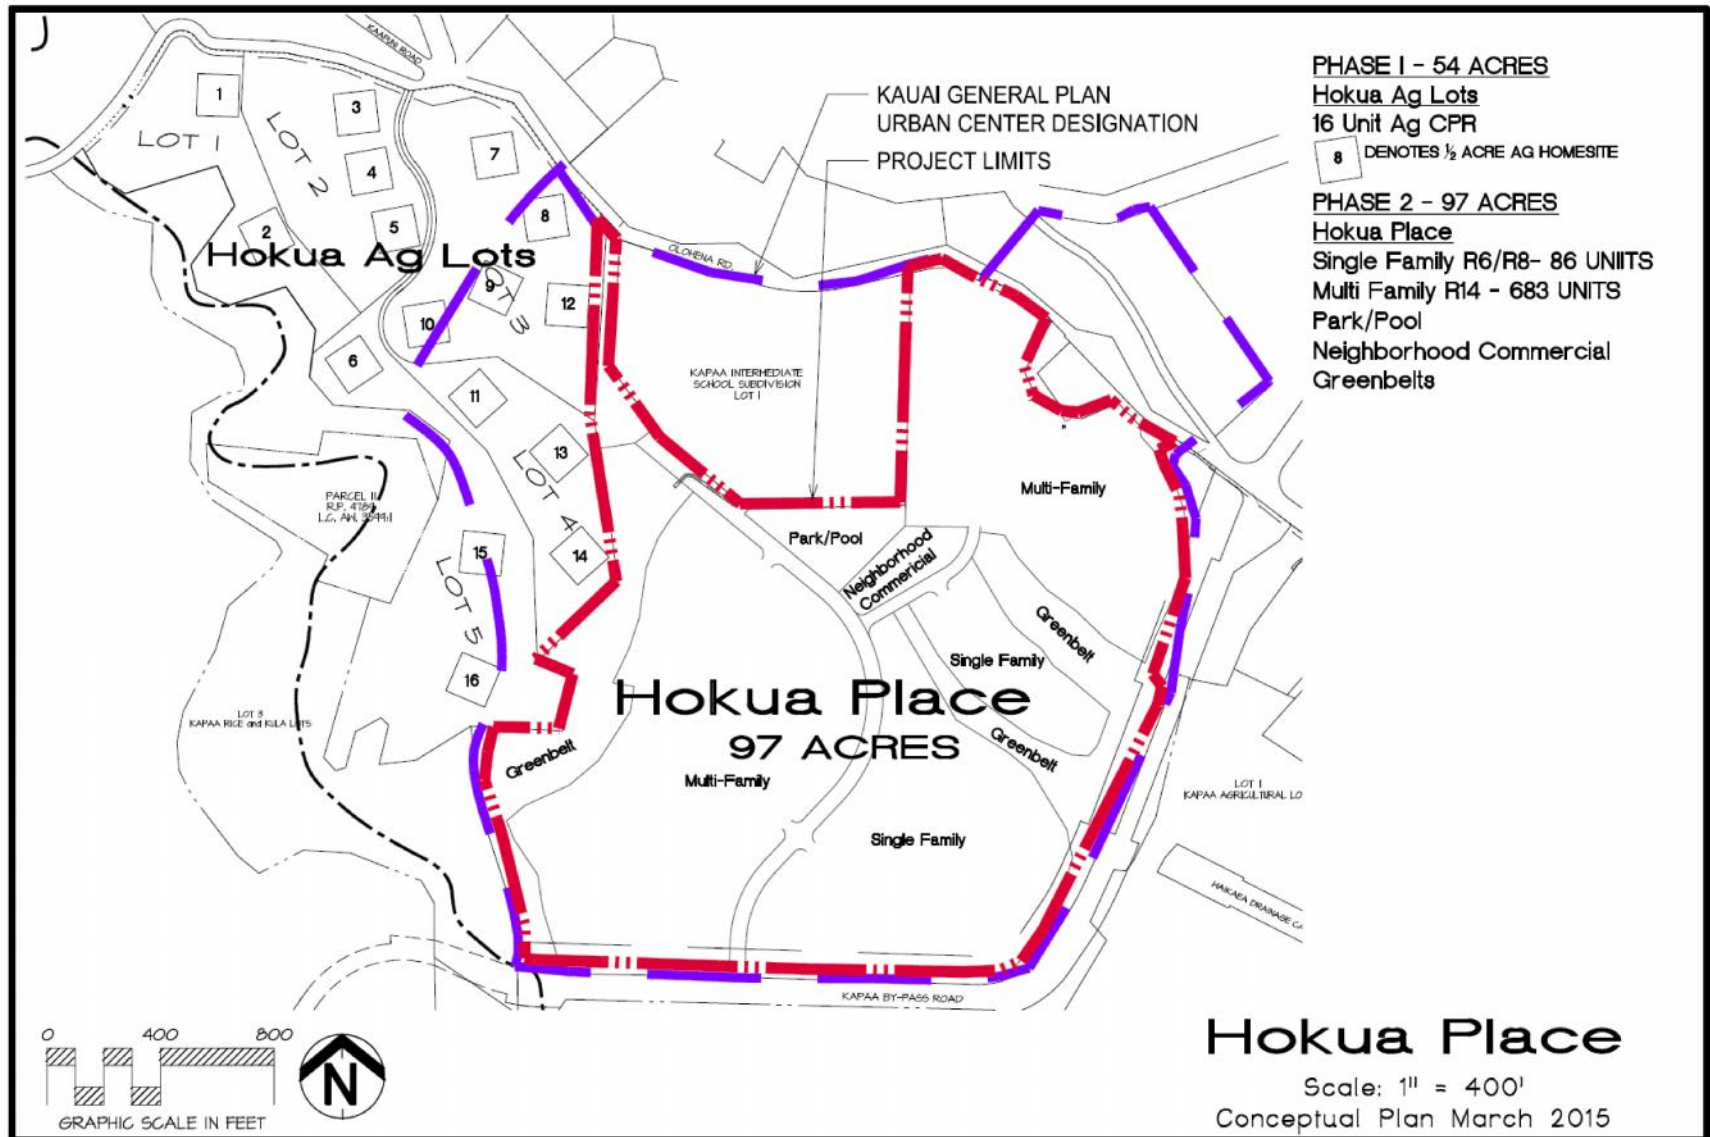 KAAPUNI ROAD
1
3
LOT 1
LOT 2
4
7
2
5
8
Hokua Ag Lots
9
LOT 3
10
12
6
11
13
LOT 4
14
15
LOT 5
16
PARCEL 11
R.P. 4784
LOT 3
KAPAA RICE and KULA LOTS
KAUAI GENERAL PLAN
URBAN CENTER DESIGNATION
PROJECT LIMITS
OLOHENA RD.
KAPAA INTERMEDIATE
SCHOOL SUBDIVISION
LOT 1
Multi-Family
Park/Pool
Neighborhood
Commericial
Greenbelt
Single Family
Hokua Place
97 ACRES
Greenbelt
Greenbelt
Multi-Family
Single Family
LOT 1
KAPAA AGRICULTURAL LO
HAIKAEA DRAINAGE CA
KAPAA BY-PASS ROAD
PHASE I - 54 ACRES
Hokua Ag Lots
16 Unit Ag CPR
8 DENOTES ½ ACRE AG HOMESITE
PHASE 2 - 97 ACRES
Hokua Place
Single Family R6/R8- 86 UNIITS
Multi Family R14 - 683 UNITS
Park/Pool
Neighborhood Commercial
Greenbelts
0 400 800
GRAPHIC SCALE IN FEET
N
Hokua Place
Scale: 1" = 400'
Conceptual Plan March 2015